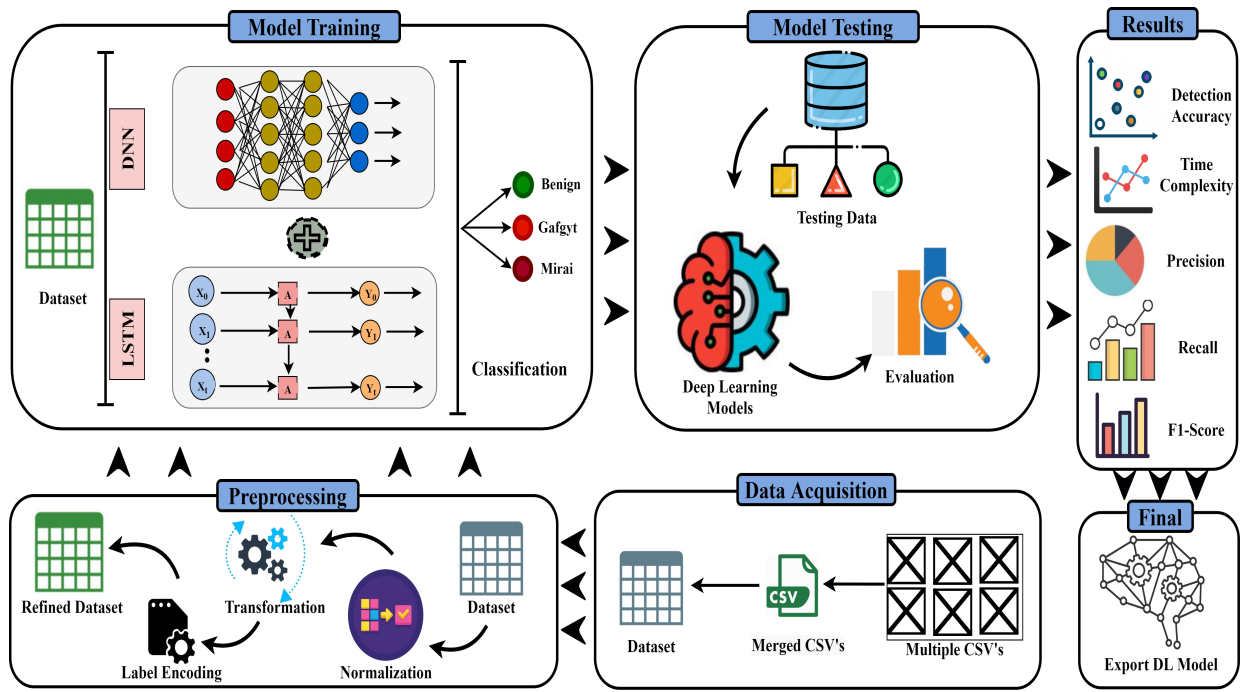 Model Training
DNN
LSTM
Dataset
X0
A
Y0
X1
A
Y1
Xt
A
Yt
Benign
Gafgyt
Mirai
Classification
Model Testing
Testing Data
Deep Learning
Models
Evaluation
Results
Detection
Accuracy
Time
Complexity
Precision
Recall
F1-Score
Preprocessing
Refined Dataset
Transformation
Dataset
Label Encoding
Normalization
Data Acquisition
Dataset
CSV
Merged CSV's
Multiple CSV's
Final
Export DL Model